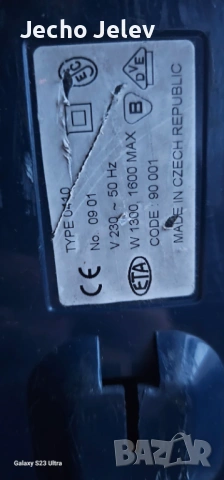 Jecho Jelev
EJC
D V E
B
TYPE 0410
No. 09 01
V 230 ~ 50 Hz
W 1300, 1600 MAX
CODE : 90 001
MADE IN CZECH REPUBLIC
CE
ETA
Galaxy S23 Ultra
BAZAR